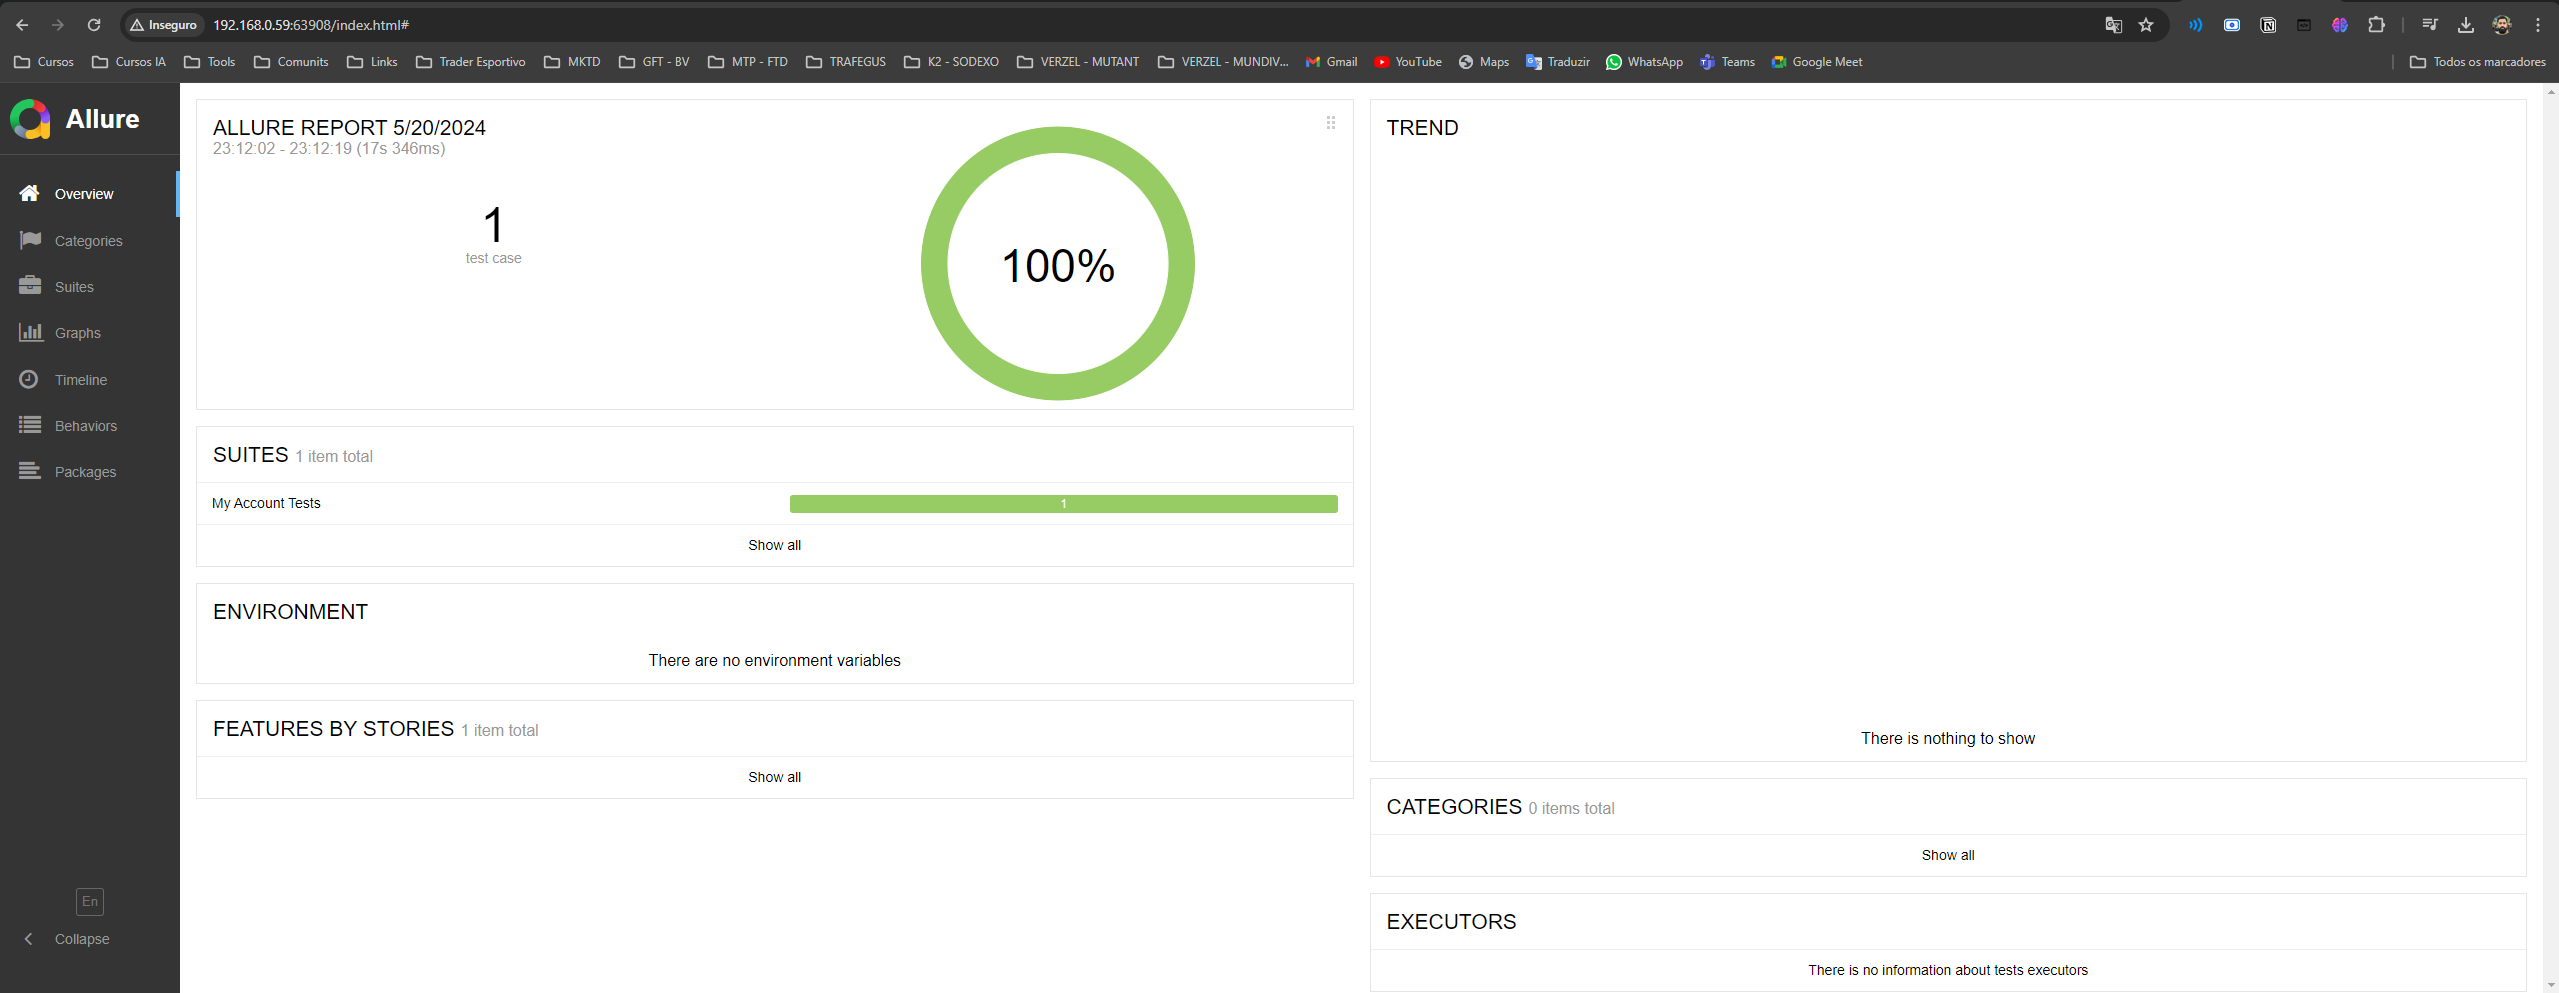 Inseguro 192.168.0.59:63908/index.html#
Cursos Cursos IA Tools Comunits Links Trader Esportivo MKTD GFT - BV MTP - FTD TRAFEGUS K2 - SODEXO VERZEL - MUTANT VERZEL - MUNDIV... Gmail YouTube Maps Traduzir WhatsApp Teams Google Meet Todos os marcadores
Allure
Overview
Categories
Suites
Graphs
Timeline
Behaviors
Packages
En
Collapse
ALLURE REPORT 5/20/2024
23:12:02 - 23:12:19 (17s 346ms)
1
test case
100%
SUITES 1 item total
My Account Tests 1
Show all
ENVIRONMENT
There are no environment variables
FEATURES BY STORIES 1 item total
Show all
TREND
There is nothing to show
CATEGORIES 0 items total
Show all
EXECUTORS
There is no information about tests executors